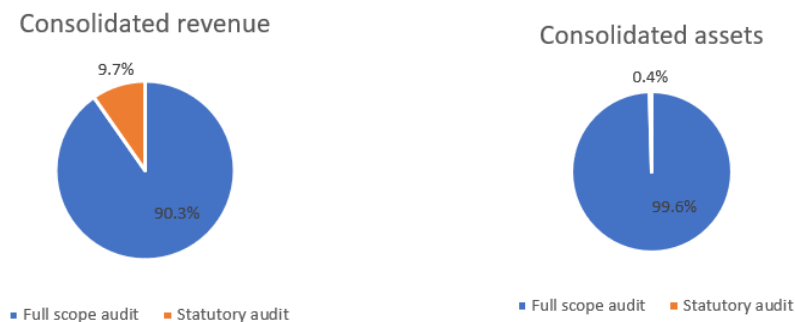 Consolidated revenue
9.7%
90.3%
Full scope audit Statutory audit
Consolidated assets
0.4%
99.6%
Full scope audit Statutory audit